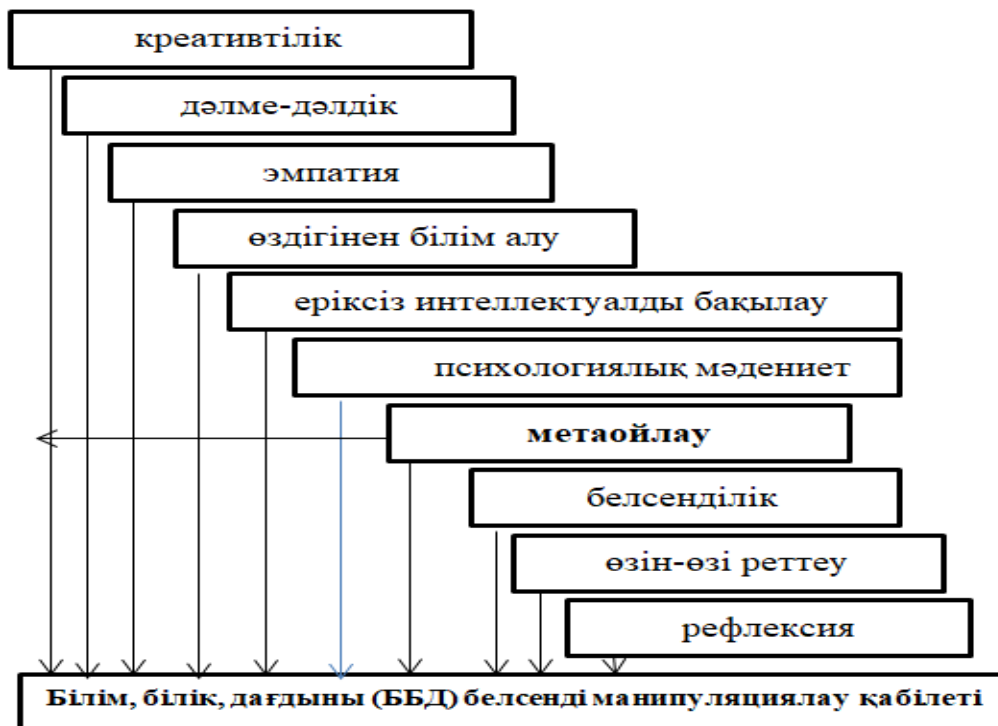 креативтілік
дәлме-дәлдік
эмпатия
өздігінен білім алу
еріксіз интеллектуалды бақылау
психологиялық мәдениет
метаойлау
белсенділік
өзін-өзі реттеу
рефлексия
Білім, білік, дағдыны (ББД) белсенді манипуляциялау қабілеті